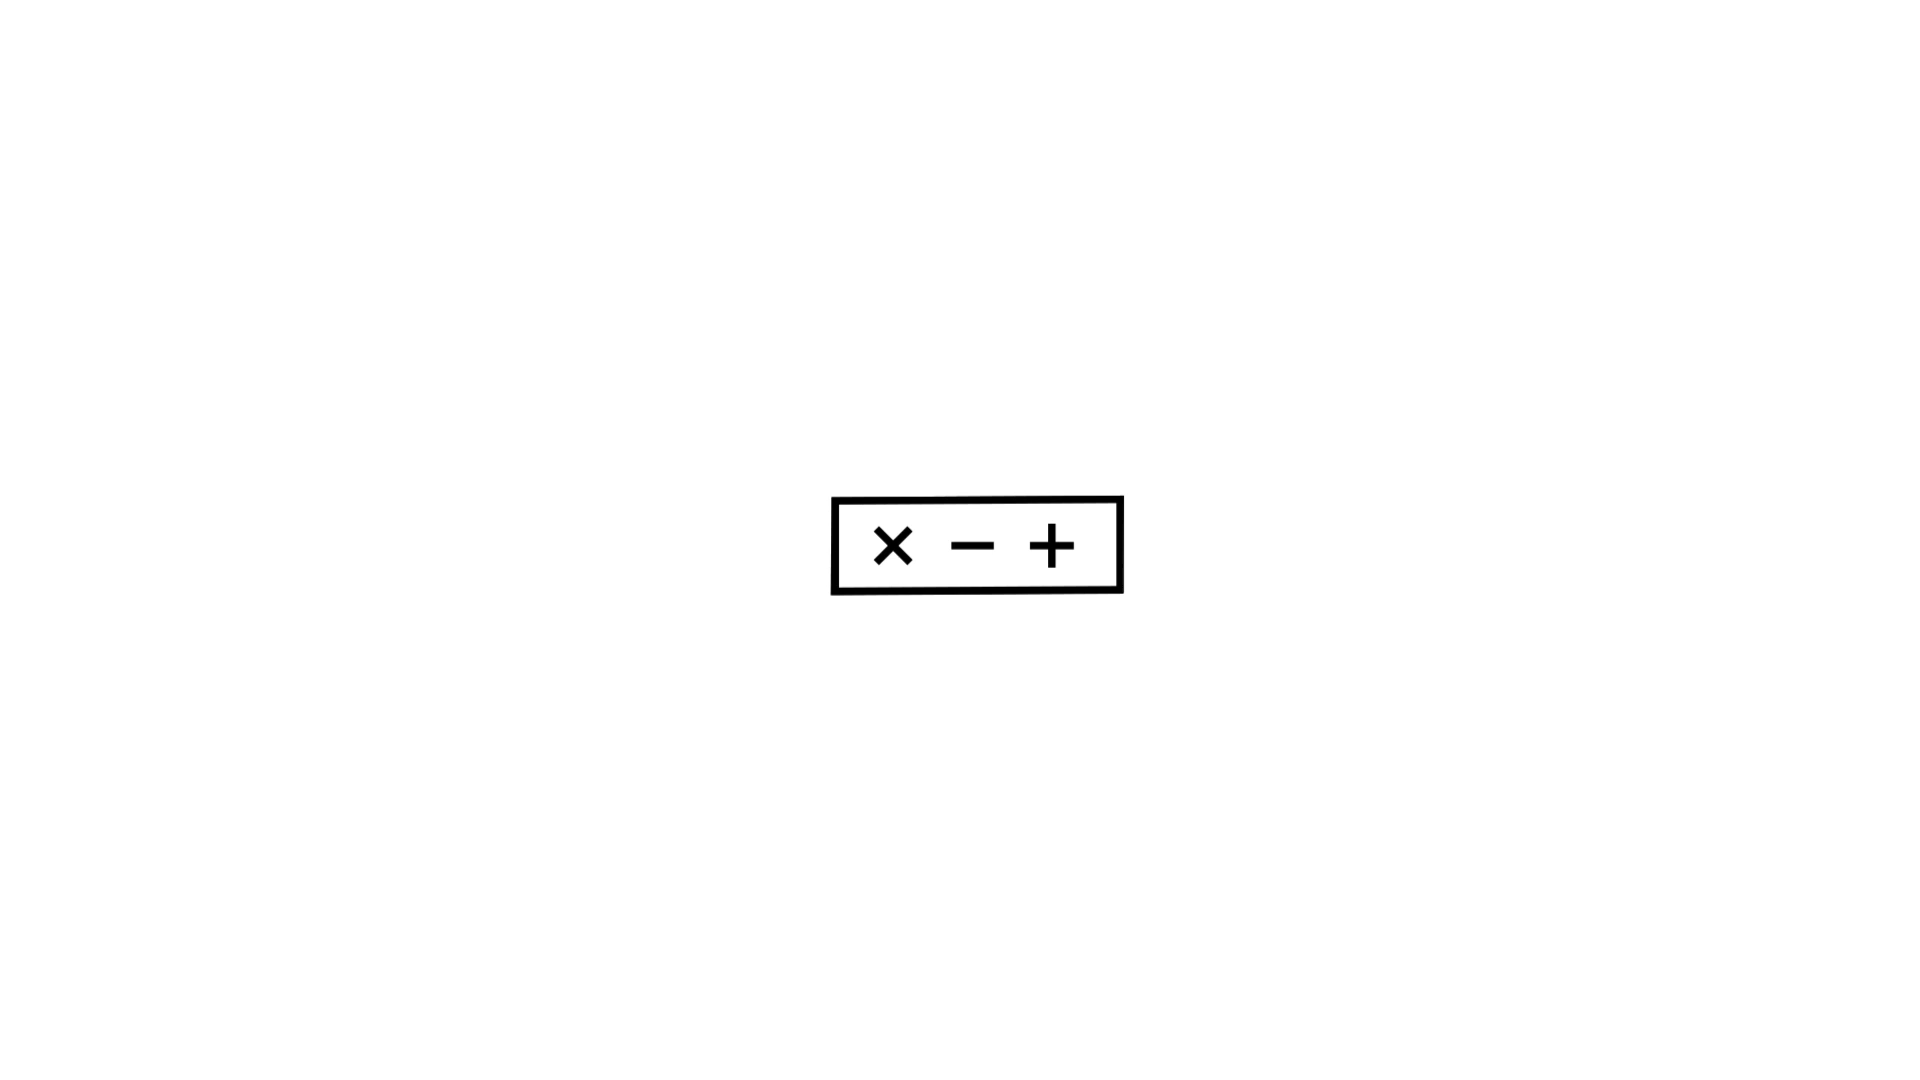 × − +